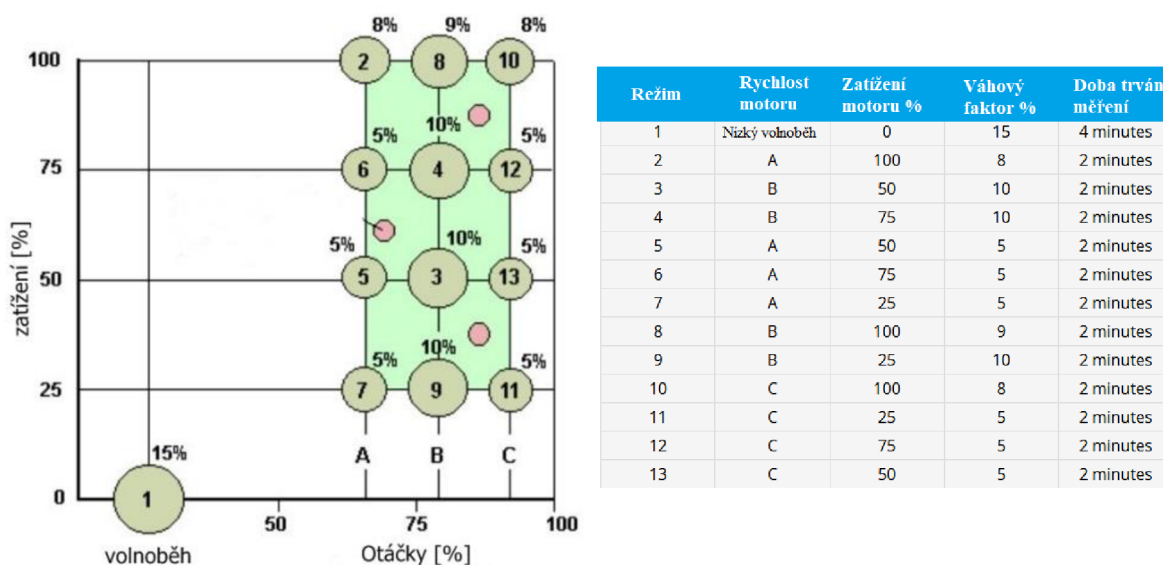 8% 9% 8%
100 2 8 10
10%
5% 5%
75 6 4 12
5% 10% 5%
50 5 3 13
zatížení [%]
5% 10% 5%
25 7 9 11
A B C
15%
0 1
50 75 100
volnoběh Otáčky [%]
Režim Rychlost motoru Zatížení motoru % Váhový faktor % Doba trván měření
1 Nízký volnoběh 0 15 4 minutes
2 A 100 8 2 minutes
3 B 50 10 2 minutes
4 B 75 10 2 minutes
5 A 50 5 2 minutes
6 A 75 5 2 minutes
7 A 25 5 2 minutes
8 B 100 9 2 minutes
9 B 25 10 2 minutes
10 C 100 8 2 minutes
11 C 25 5 2 minutes
12 C 75 5 2 minutes
13 C 50 5 2 minutes